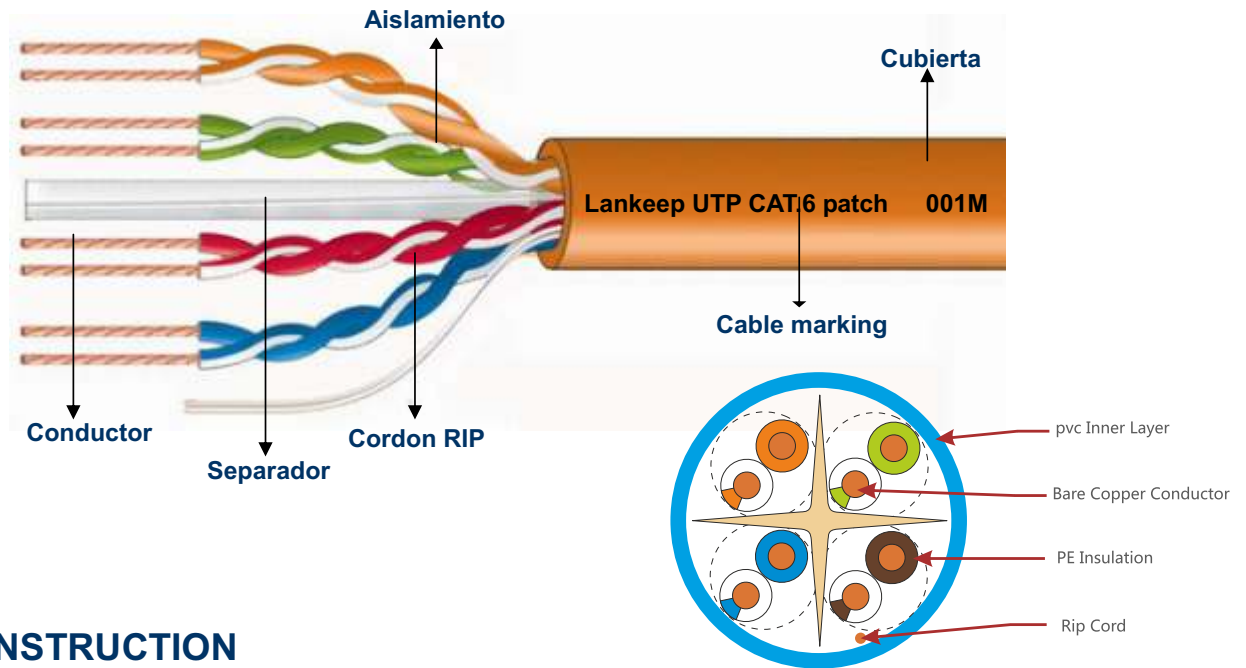 Aislamiento
Cubierta
Lankeep UTP CAT.6 patch 001M
Cable marking
Conductor
Cordon RIP
Separador
pvc Inner Layer
Bare Copper Conductor
PE Insulation
Rip Cord
NSTRUCTION